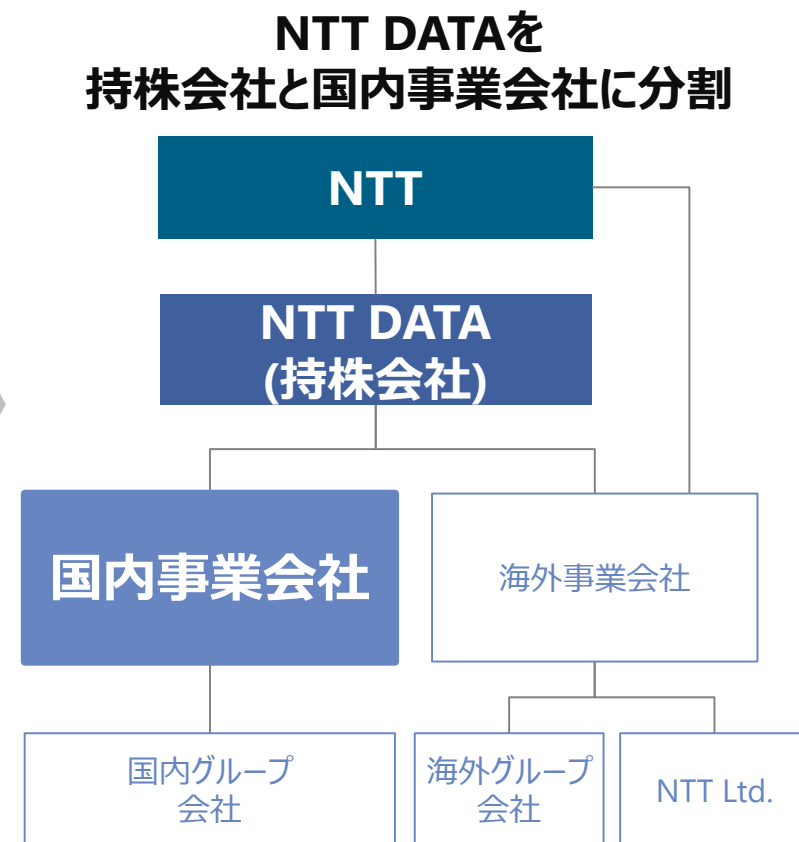 NTT DATAを
持株会社と国内事業会社に分割
NTT
NTT DATA
(持株会社)
国内事業会社
海外事業会社
国内グループ
会社
海外グループ
会社
NTT Ltd.